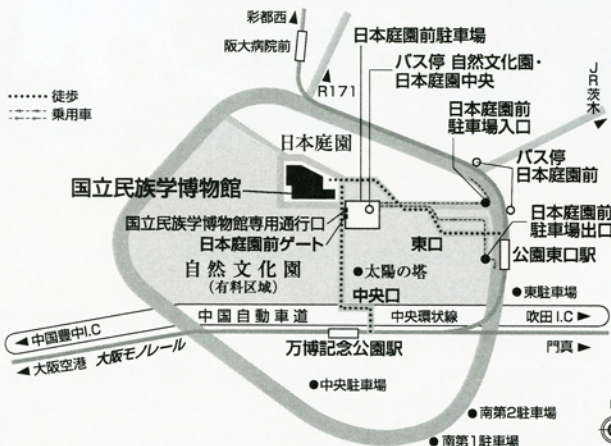 彩都西
阪大病院前
R171
徒歩
乗用車
日本庭園前駐車場
バス停 自然文化園・
日本庭園中央
JR茨木
日本庭園前
駐車場入口
バス停
日本庭園前
日本庭園
国立民族学博物館
国立民族学博物館専用通行口
日本庭園前ゲート
日本庭園前
駐車場出口
東口
公園東口駅
自然文化園
(有料区域)
太陽の塔
中央口
東駐車場
中国自動車道
中央環状線
吹田I.C
中国豊中I.C
大阪空港
大阪モノレール
万博記念公園駅
門真
中央駐車場
南第2駐車場
南第1駐車場